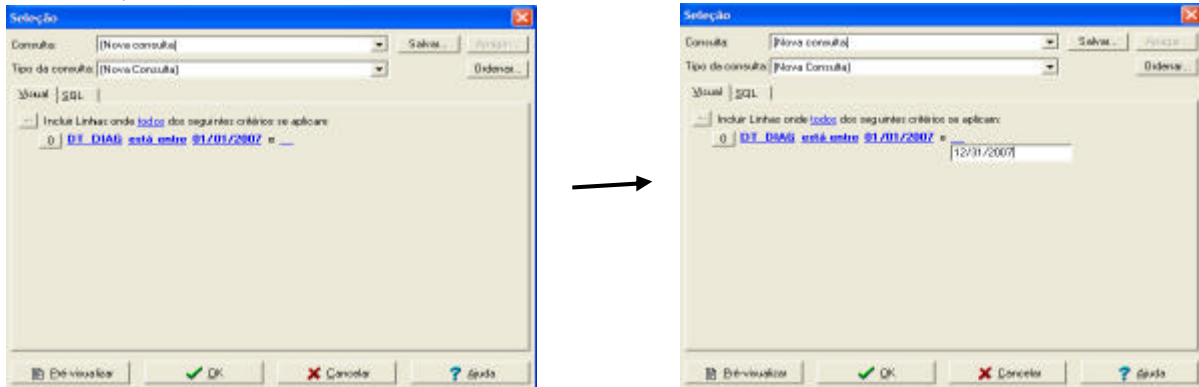 Seleção
Consulta: (Nova consulta) Salvar... Apagar...
Tipo da consulta: (Nova Consulta) Ordenar...
Visual SQL
... Incluir Linhas onde todos dos seguintes critérios se aplicam:
0 DT_DIAG está entre 01/01/2007 e
Pré-visualizar OK Cancelar ? Ajuda
Seleção
Consulta: (Nova consulta) Salvar... Apagar...
Tipo da consulta: (Nova Consulta) Ordenar...
Visual SQL
... Incluir Linhas onde todos dos seguintes critérios se aplicam:
0 DT_DIAG está entre 01/01/2007 e
12/31/2007
Pré-visualizar OK Cancelar ? Ajuda